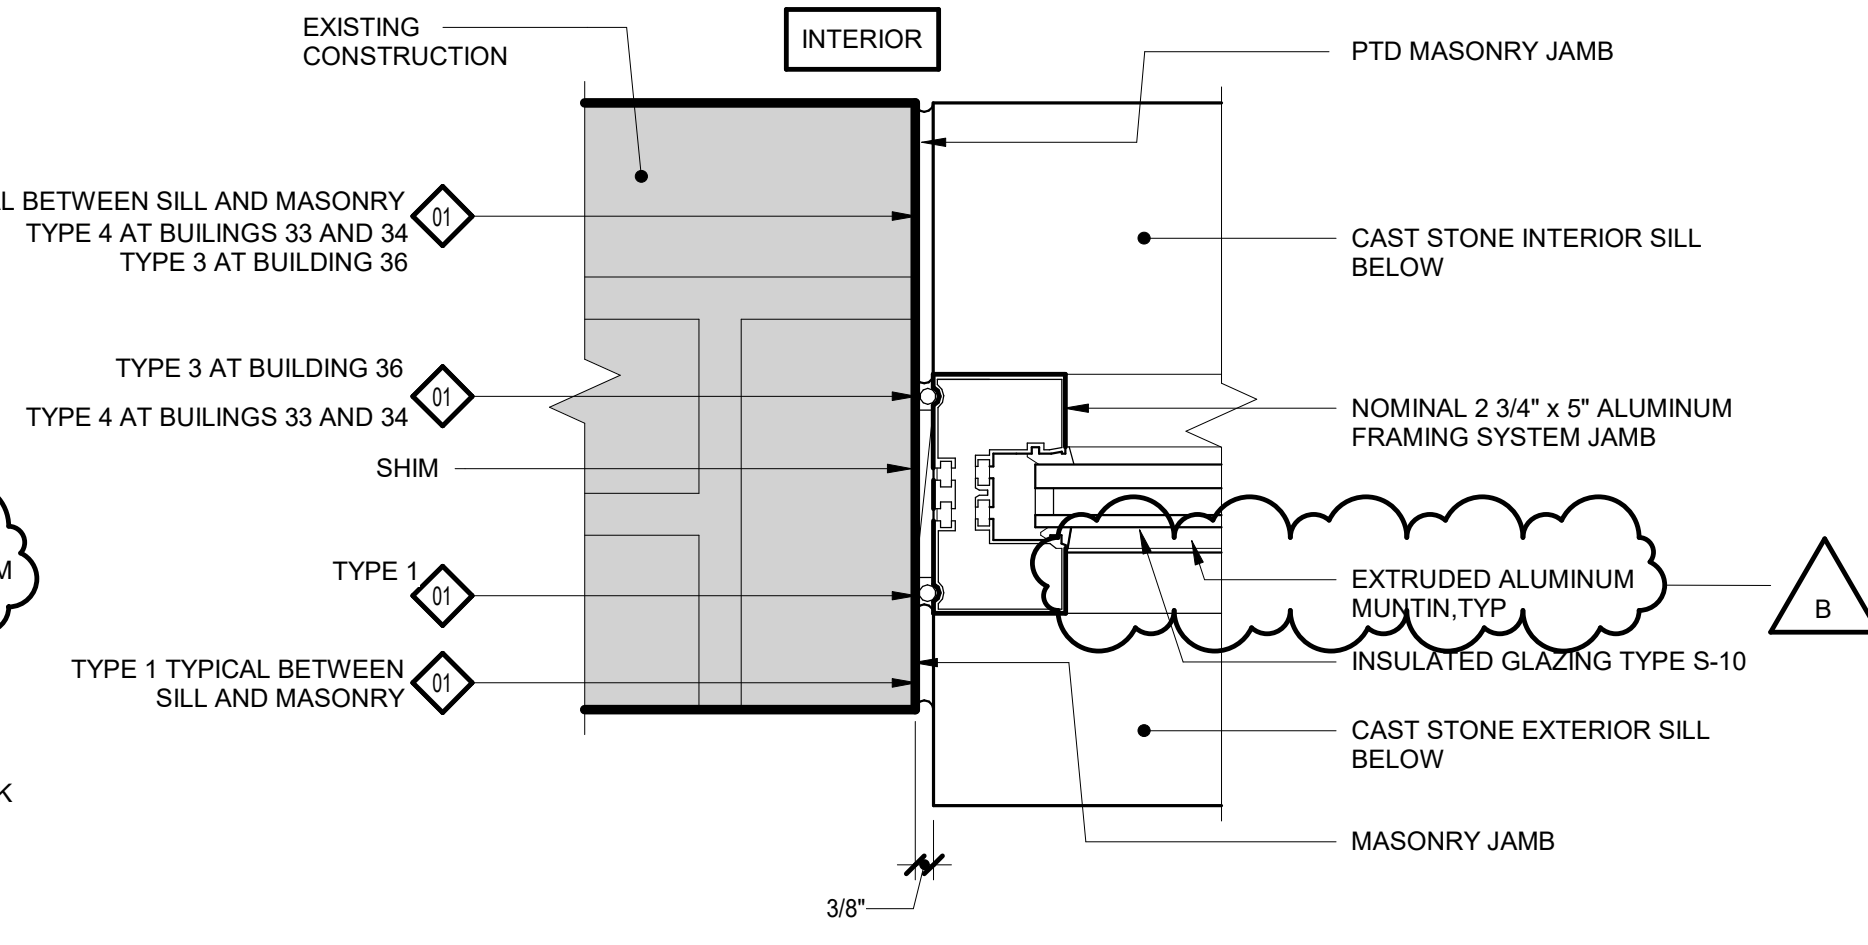 EXISTING
CONSTRUCTION
INTERIOR
PTD MASONRY JAMB
BETWEEN SILL AND MASONRY
TYPE 4 AT BUILINGS 33 AND 34
TYPE 3 AT BUILDING 36
01
CAST STONE INTERIOR SILL
BELOW
TYPE 3 AT BUILDING 36
01
TYPE 4 AT BUILINGS 33 AND 34
NOMINAL 2 3/4" x 5" ALUMINUM
FRAMING SYSTEM JAMB
SHIM
M
TYPE 1
01
EXTRUDED ALUMINUM
MUNTIN,TYP
B
INSULATED GLAZING TYPE S-10
TYPE 1 TYPICAL BETWEEN
SILL AND MASONRY
01
CAST STONE EXTERIOR SILL
BELOW
K
MASONRY JAMB
3/8"